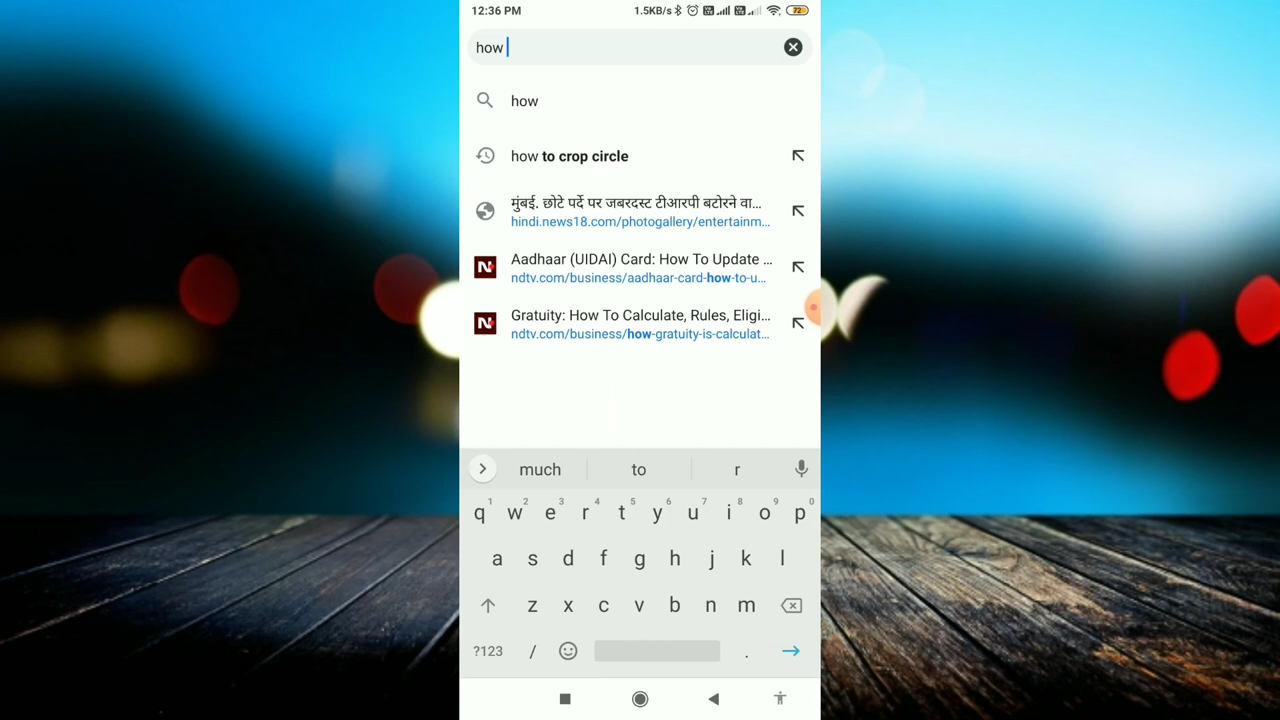 12:36 PM 1.5KB/s 72
how
how
how to crop circle
मुंबई. छोटे पर्दे पर जबरदस्ट टीआरपी बटोरने वा...
hindi.news18.com/photogallery/entertainm...
Aadhaar (UIDAI) Card: How To Update ...
ndtv.com/business/aadhaar-card-how-to-u...
Gratuity: How To Calculate, Rules, Eligi...
ndtv.com/business/how-gratuity-is-calculat...
much to r
1 2 3 4 5 6 7 8 9 0
q w e r t y u i o p
a s d f g h j k l
z x c v b n m
?123 / .